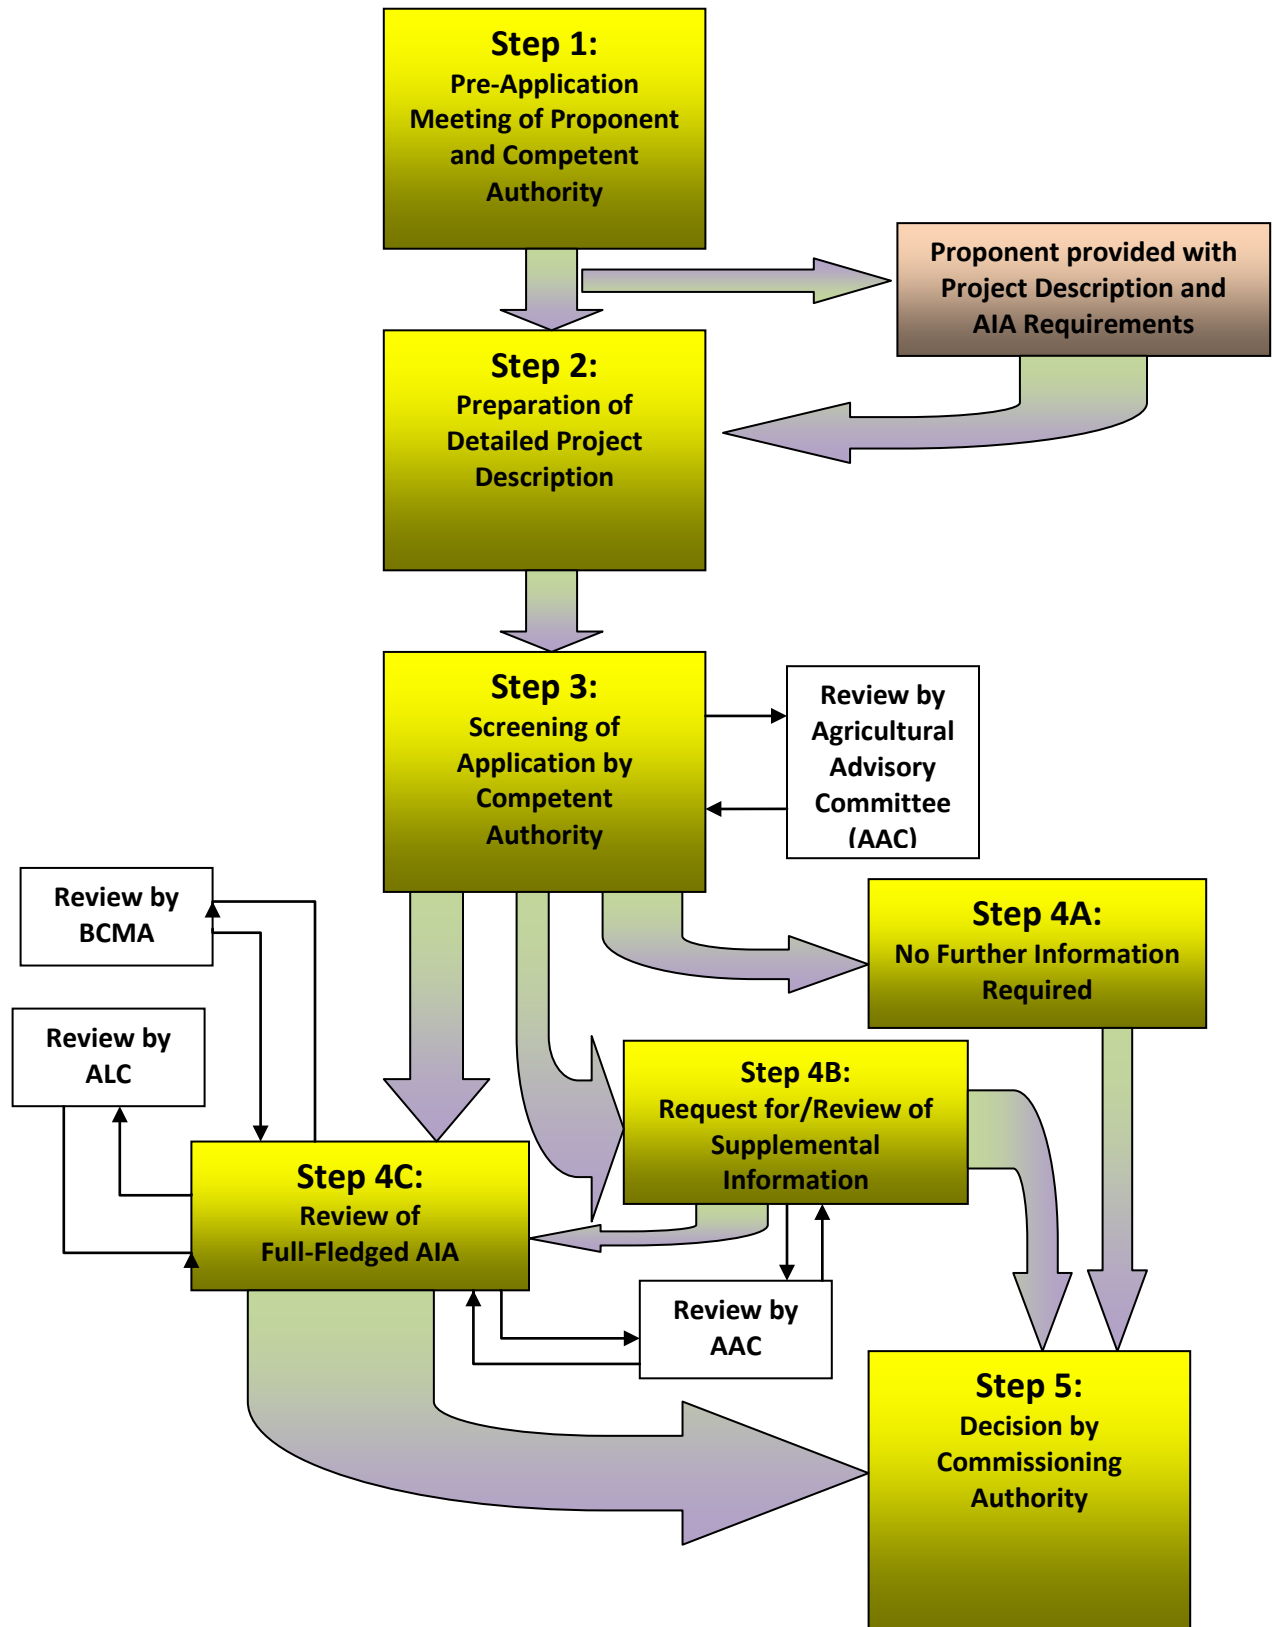 Step 1:
Pre-Application
Meeting of Proponent
and Competent
Authority
Proponent provided with
Project Description and
AIA Requirements
Step 2:
Preparation of
Detailed Project
Description
Step 3:
Screening of
Application by
Competent
Authority
Review by
Agricultural
Advisory
Committee
(AAC)
Review by
BCMA
Step 4A:
No Further Information
Required
Review by
ALC
Step 4B:
Request for/Review of
Supplemental
Information
Step 4C:
Review of
Full-Fledged AIA
Review by
AAC
Step 5:
Decision by
Commissioning
Authority